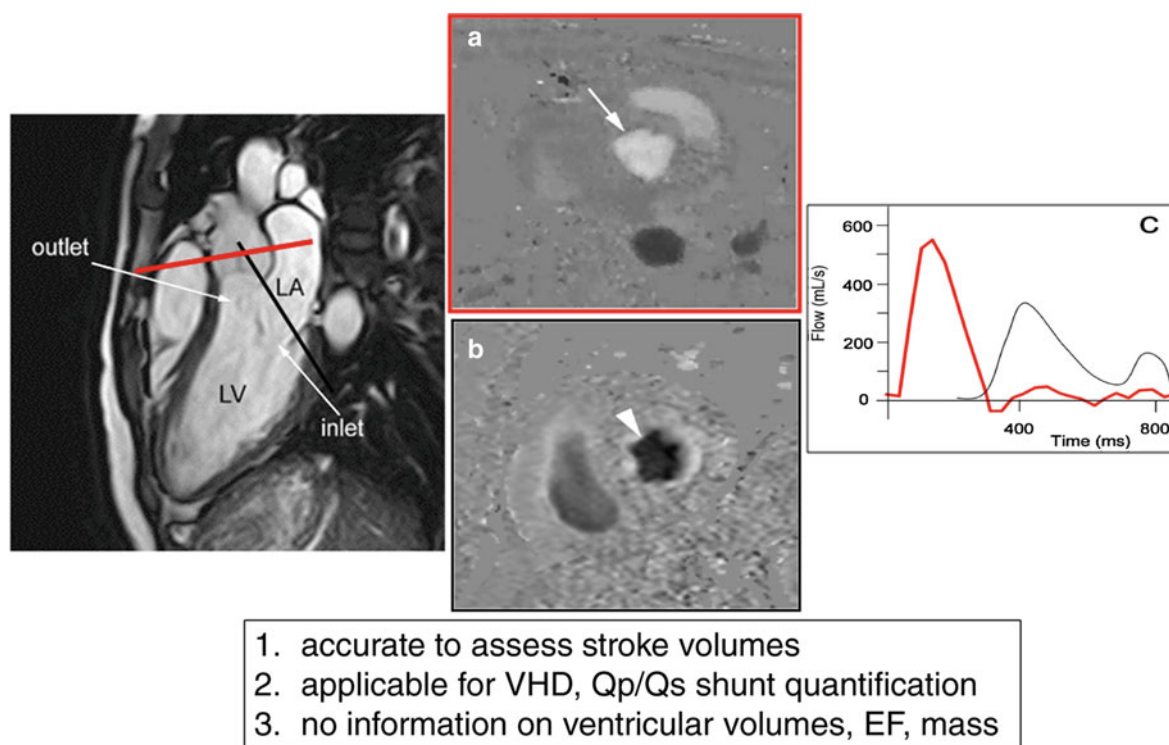 outlet
LA
LV
inlet
a
b
C
Flow (mL/s)
600
400
200
0
400
800
Time (ms)
1. accurate to assess stroke volumes
2. applicable for VHD, Qp/Qs shunt quantification
3. no information on ventricular volumes, EF, mass